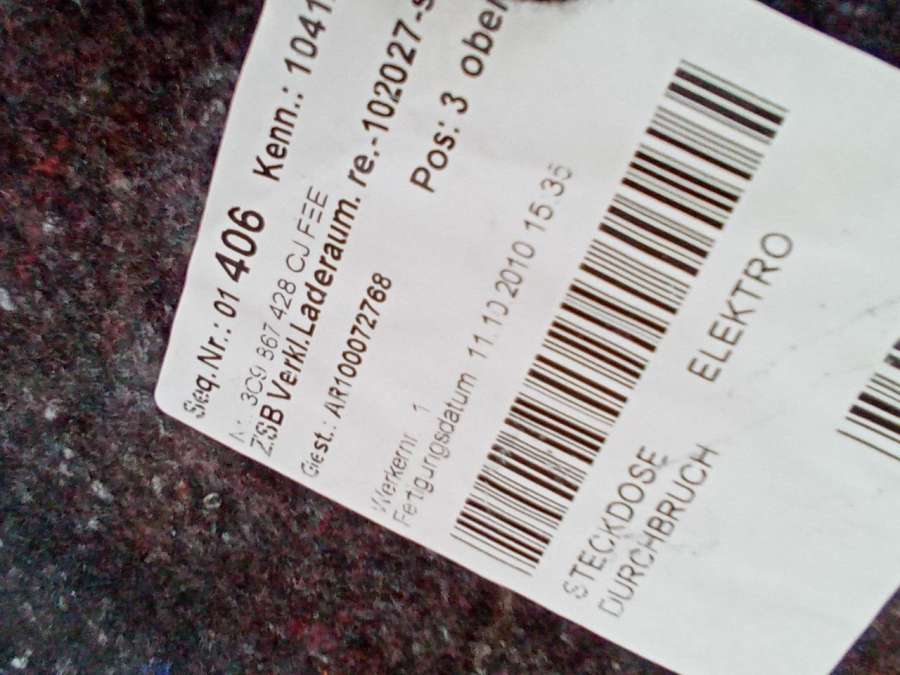 Seq.Nr.: 01 406 Kenn.: 1041
3C9 867 428 CJ FEE
ZSB Verkl.Laderaum. re.-102027-s
Gest.: AR100072768 Pos.: 3 ober
Werkernr. 1
Fertigungsdatum 11.10.2010 15.35
STECKDOSE ELEKTRO
DURCHBRUCH